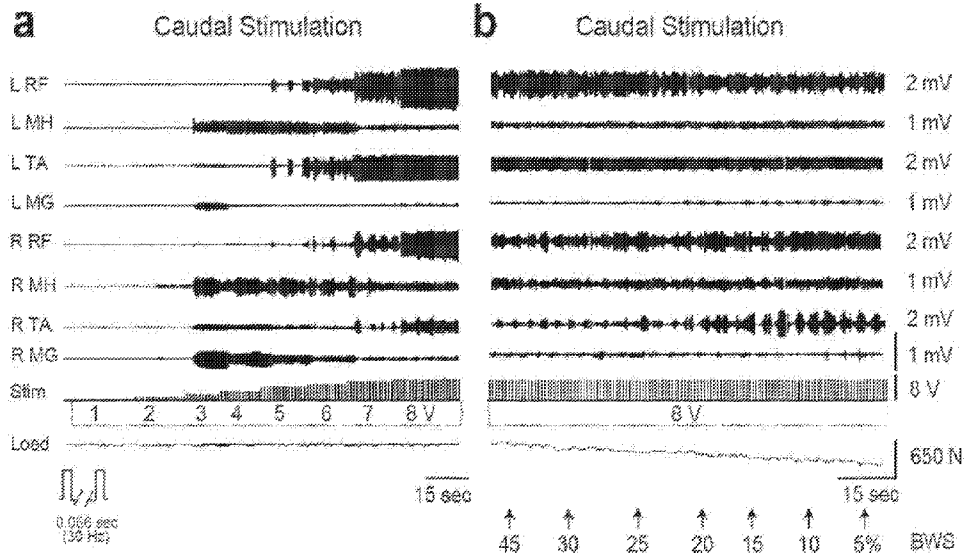 a Caudal Stimulation b Caudal Stimulation
L RF 2 mV
L MH 1 mV
L TA 2 mV
L MG 1 mV
R RF 2 mV
R MH 1 mV
R TA 2 mV
R MG 1 mV
Stim 8 V
1 2 3 4 5 6 7 8 V 8 V
Load 650 N
15 sec 15 sec
0.066 sec
(30 Hz)
45 30 25 20 15 10 5% BWS